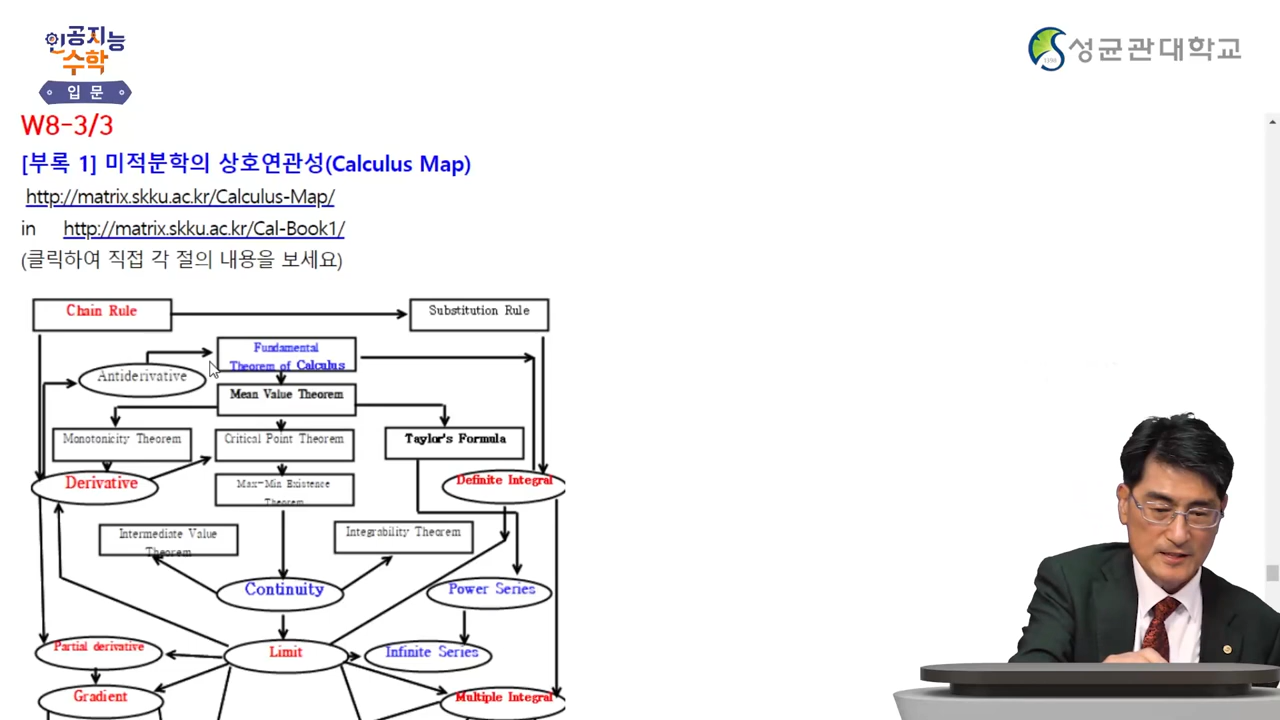 인공지능
수학
입문
성균관대학교
W8-3/3
[부록 1] 미적분학의 상호연관성(Calculus Map)
http://matrix.skku.ac.kr/Calculus-Map/
in http://matrix.skku.ac.kr/Cal-Book1/
(클릭하여 직접 각 절의 내용을 보세요)
Chain Rule
Substitution Rule
Fundamental
Theorem of Calculus
Antiderivative
Mean Value Theorem
Monotonicity Theorem
Critical Point Theorem
Taylor's Formula
Derivative
Max-Min Existence
Theorem
Definite Integral
Intermediate Value
Theorem
Integrability Theorem
Continuity
Power Series
Partial derivative
Limit
Infinite Series
Gradient
Multiple Integral